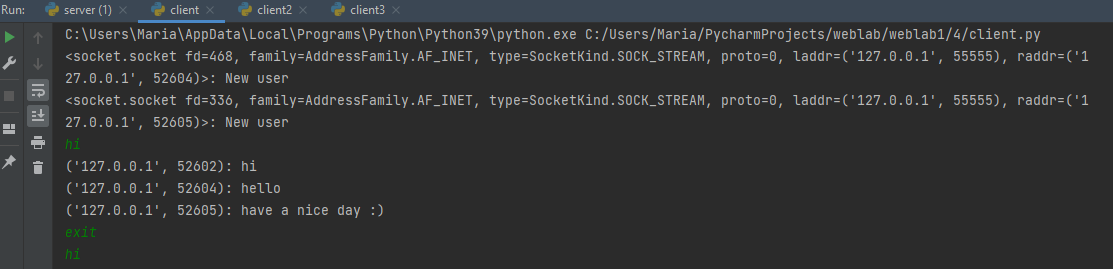 Run: server (1) client client2 client3
C:\Users\Maria\AppData\Local\Programs\Python\Python39\python.exe C:/Users/Maria/PycharmProjects/weblab/weblab1/4/client.py
<socket.socket fd=468, family=AddressFamily.AF_INET, type=SocketKind.SOCK_STREAM, proto=0, laddr=('127.0.0.1', 55555), raddr=('1
27.0.0.1', 52604)>: New user
<socket.socket fd=336, family=AddressFamily.AF_INET, type=SocketKind.SOCK_STREAM, proto=0, laddr=('127.0.0.1', 55555), raddr=('1
27.0.0.1', 52605)>: New user
hi
('127.0.0.1', 52602): hi
('127.0.0.1', 52604): hello
('127.0.0.1', 52605): have a nice day :)
exit
hi